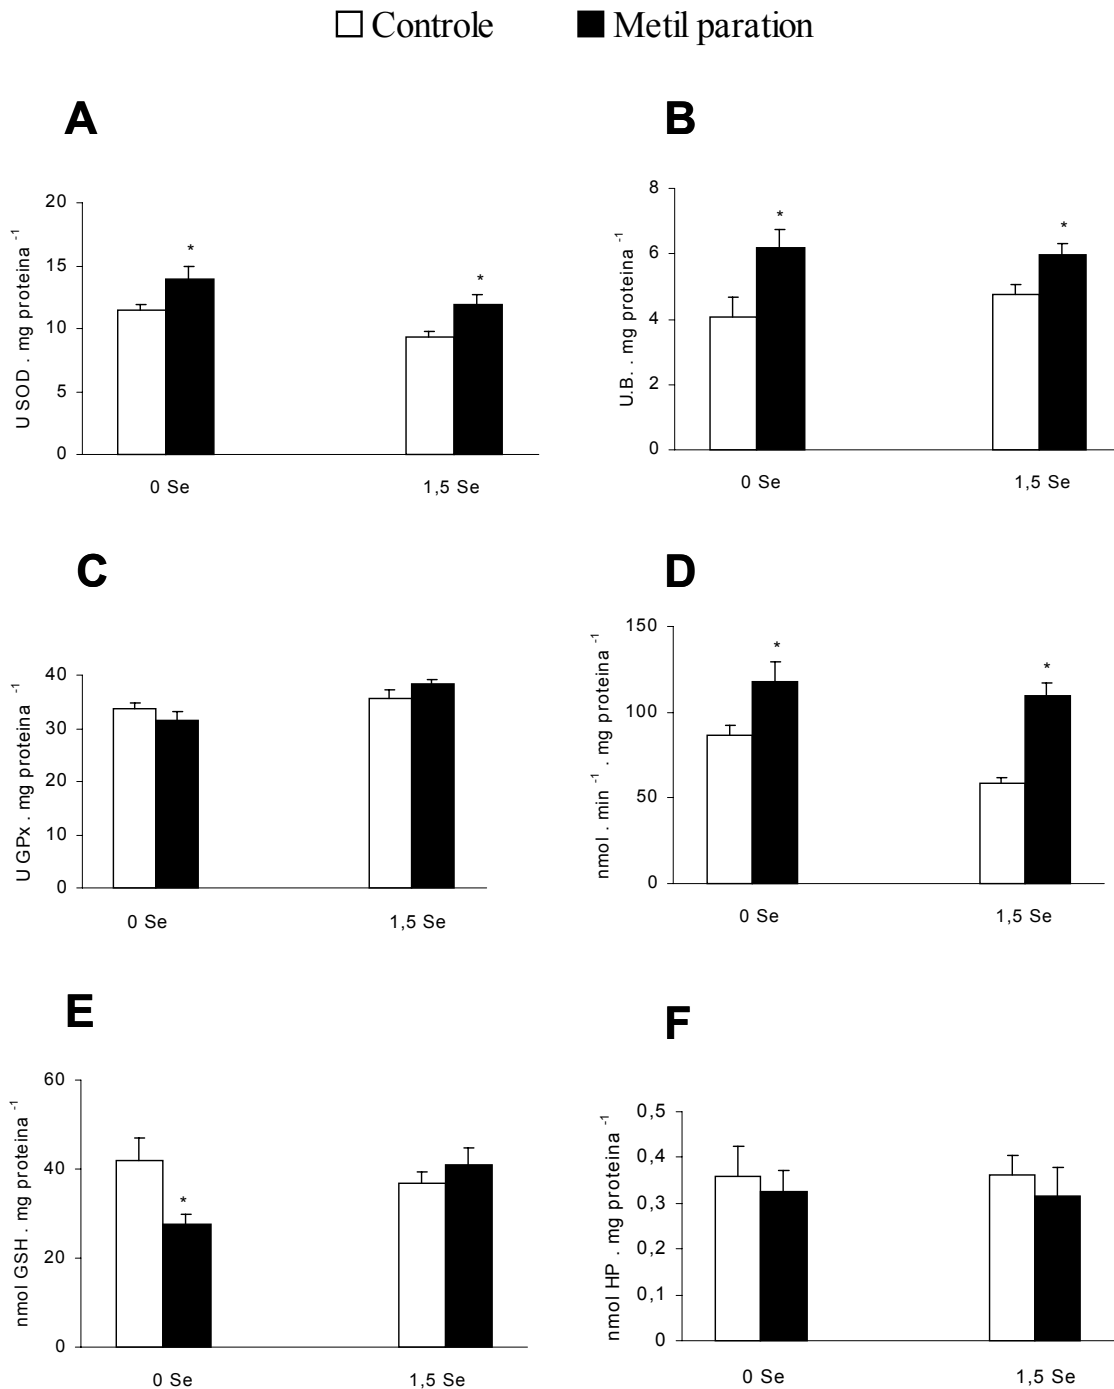 Controle Metil paration
A
U SOD . mg proteina -1
20
15
10
5
0
*
*
0 Se 1,5 Se
B
U.B. . mg proteina -1
8
6
4
2
0
*
*
0 Se 1,5 Se
C
U GPx . mg proteina -1
40
30
20
10
0
0 Se 1,5 Se
D
nmol . min -1 . mg proteina -1
150
100
50
0
*
*
0 Se 1,5 Se
E
nmol GSH . mg proteina -1
60
40
20
0
*
0 Se 1,5 Se
F
nmol HP . mg proteina -1
0,5
0,4
0,3
0,2
0,1
0
0 Se 1,5 Se